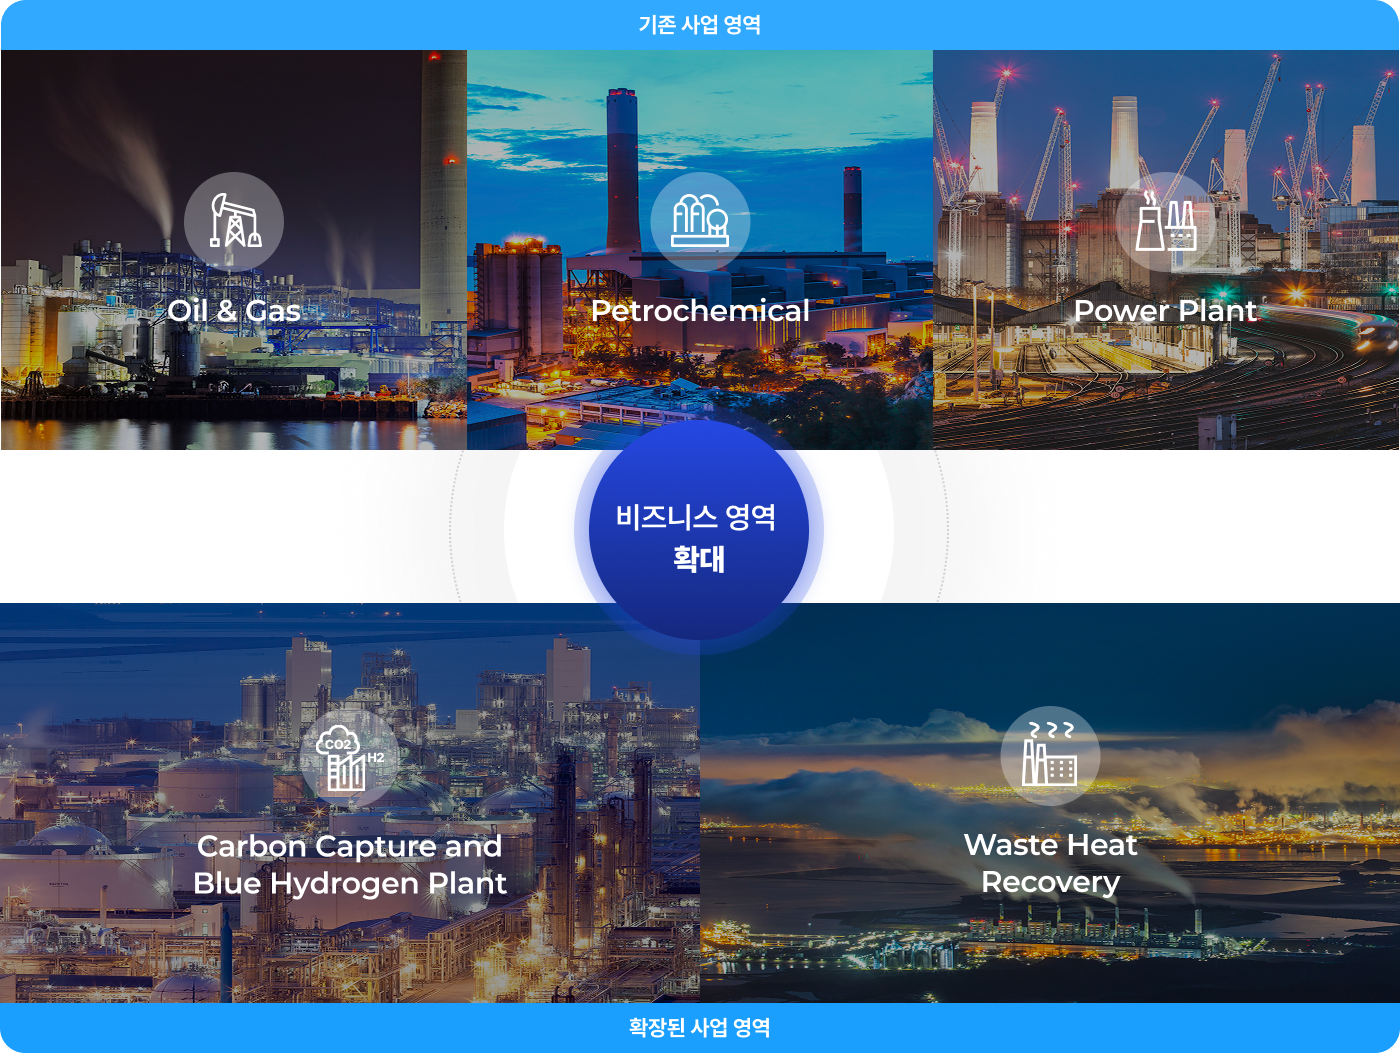 기존 사업 영역
Oil & Gas
Petrochemical
Power Plant
비즈니스 영역
확대
CO2
H2
Carbon Capture and
Blue Hydrogen Plant
Waste Heat
Recovery
확장된 사업 영역